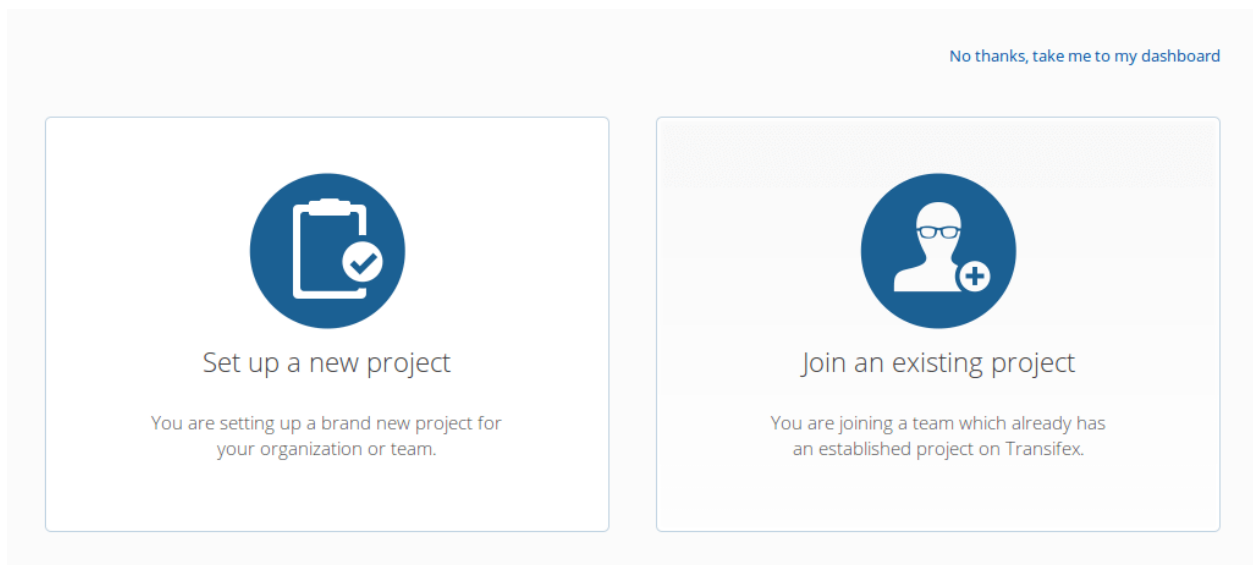 No thanks, take me to my dashboard
Set up a new project
You are setting up a brand new project for
your organization or team.
Join an existing project
You are joining a team which already has
an established project on Transifex.